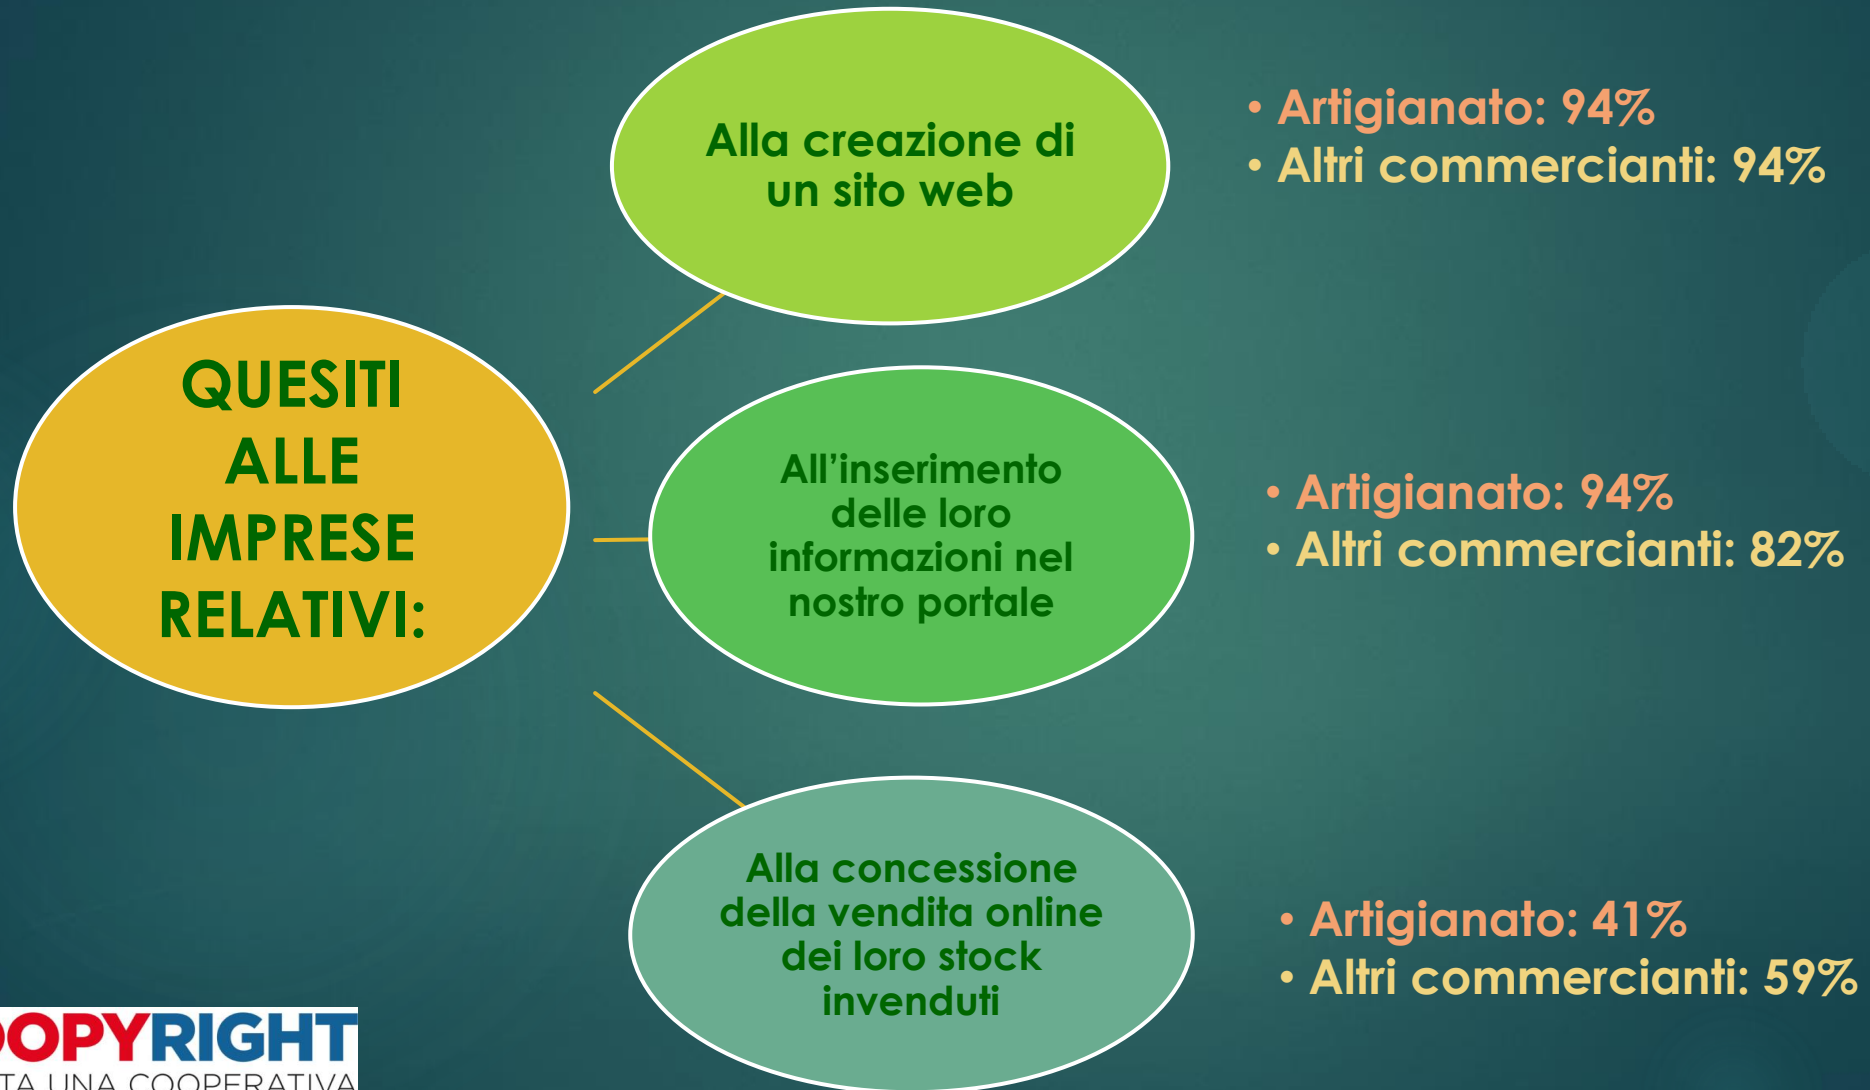 Alla creazione di
un sito web
• Artigianato: 94%
• Altri commercianti: 94%
QUESITI
ALLE
IMPRESE
RELATIVI:
All’inserimento
delle loro
informazioni nel
nostro portale
• Artigianato: 94%
• Altri commercianti: 82%
Alla concessione
della vendita online
dei loro stock
invenduti
• Artigianato: 41%
• Altri commercianti: 59%
OOPYRIGHT
UNA COOPERATIVA